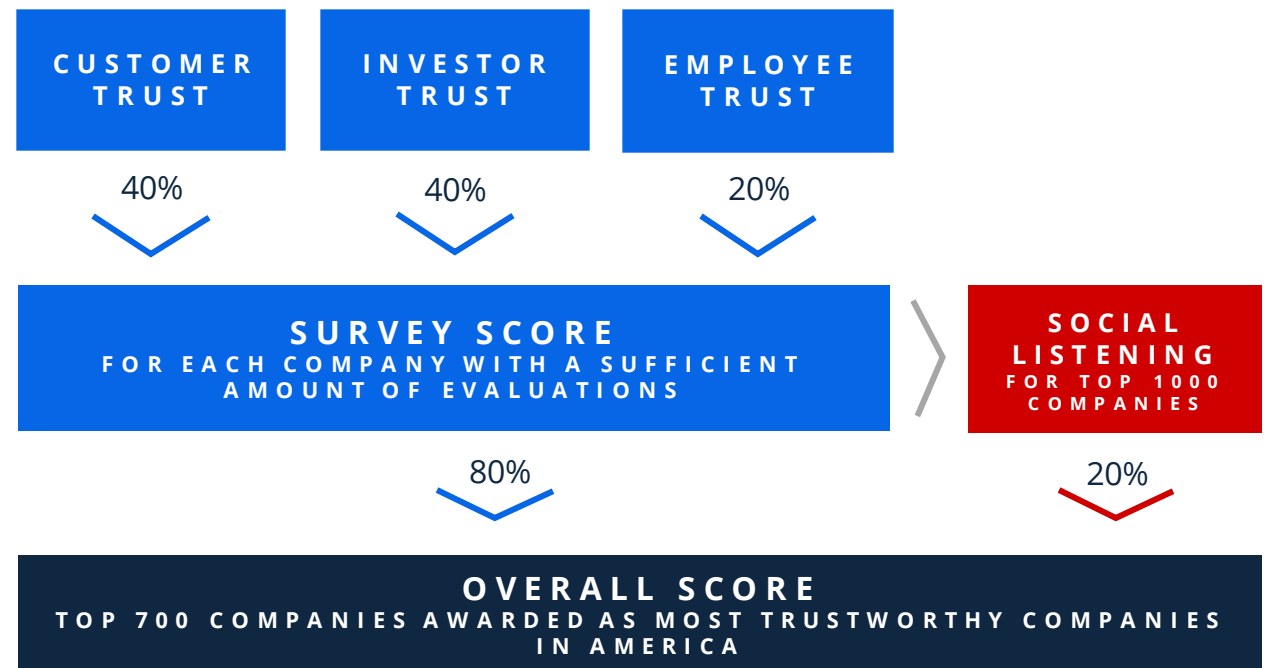 CUSTOMER
TRUST
INVESTOR
TRUST
EMPLOYEE
TRUST
40%
40%
20%
SURVEY SCORE
FOR EACH COMPANY WITH A SUFFICIENT
AMOUNT OF EVALUATIONS
SOCIAL
LISTENING
FOR TOP 1000
COMPANIES
80%
20%
OVERALL SCORE
TOP 700 COMPANIES AWARDED AS MOST TRUSTWORTHY COMPANIES
IN AMERICA